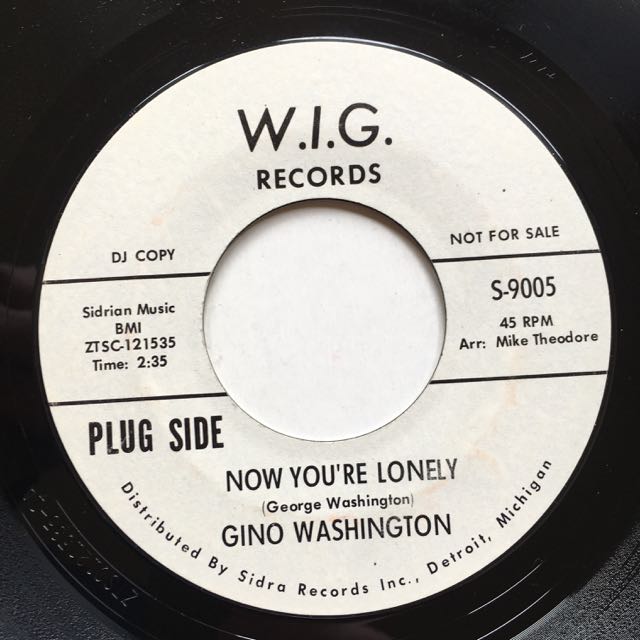 W.I.G.
RECORDS
DJ COPY
NOT FOR SALE
Sidrian Music
BMI
ZTSC-121535
Time: 2:35
S-9005
45 RPM
Arr: Mike Theodore
PLUG SIDE
NOW YOU'RE LONELY
(George Washington)
GINO WASHINGTON
Distributed By Sidra Records Inc., Detroit, Michigan